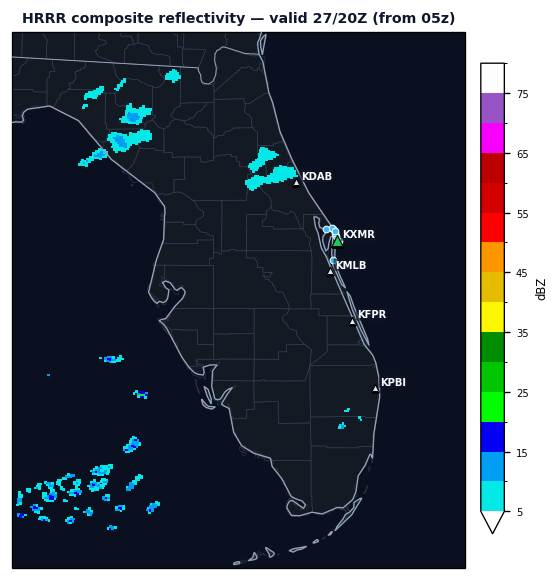 HRRR composite reflectivity — valid 27/20Z (from 05z)
KDAB
KXMR
KMLB
KFPR
KPBI
75
65
55
45
35
25
15
5
dBZ